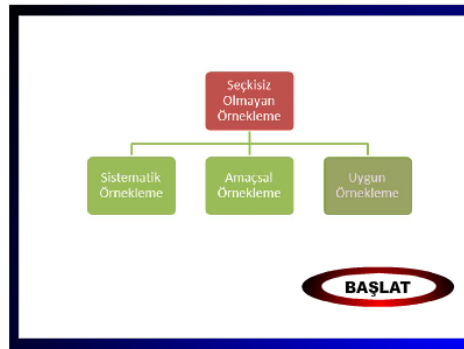 Seçkisiz
Olmayan
Örnekleme
Sistematik
Örnekleme
Amaçsal
Örnekleme
Uygun
Örnekleme
BAŞLAT